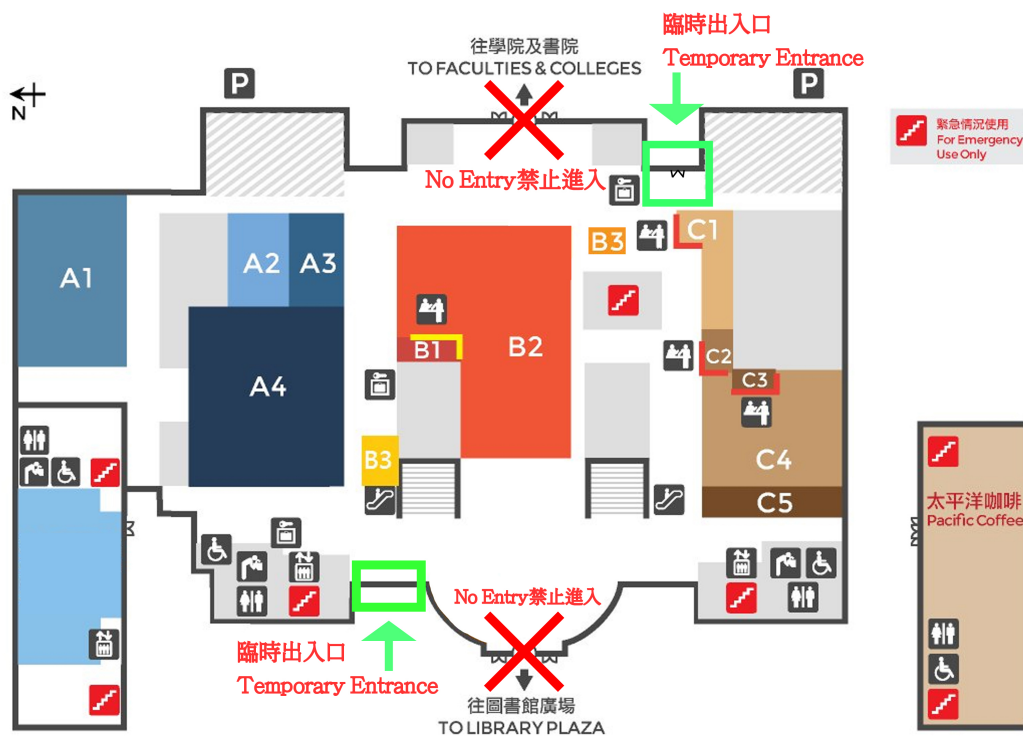 臨時出入口
Temporary Entrance
往學院及書院
TO FACULTIES & COLLEGES
P
P
N
緊急情況使用
For Emergency
Use Only
No Entry禁止進入
A1
A2
A3
A4
B1
B2
B3
B3
C1
C2
C3
C4
C5
太平洋咖啡
Pacific Coffee
No Entry禁止進入
臨時出入口
Temporary Entrance
往圖書館廣場
TO LIBRARY PLAZA